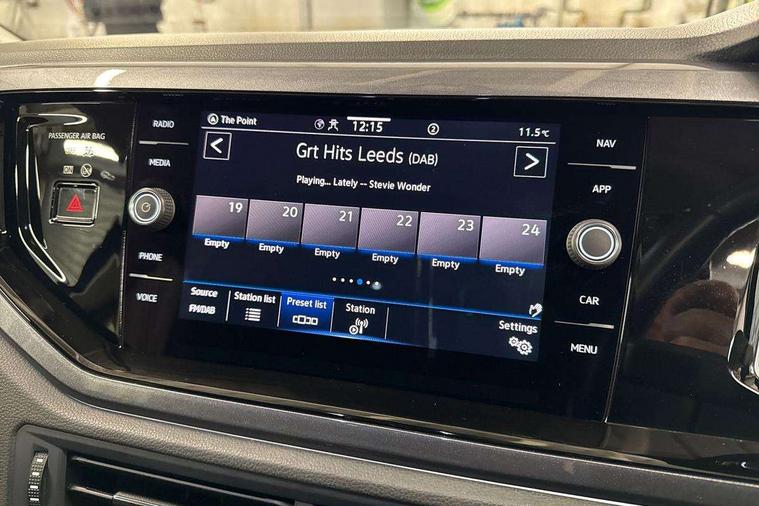 PASSENGER AIR BAG
RADIO
MEDIA
PHONE
VOICE
The Point
12:15
2
11.5°C
< Grt Hits Leeds (DAB) >
Playing... Lately -- Stevie Wonder
19 20 21 22 23 24
Empty Empty Empty Empty Empty Empty
Source
FM/DAB
Station list
Preset list
Station
Settings
NAV
APP
CAR
MENU